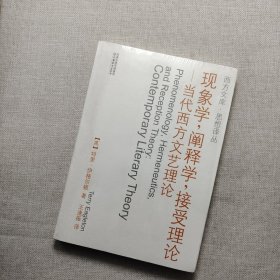 西方文库·思想译丛
现象学，阐释学，接受理论
——当代西方文艺理论
Phenomenology, Hermeneutics,
and Reception Theory:
Contemporary Literary Theory
Terry Eagleton